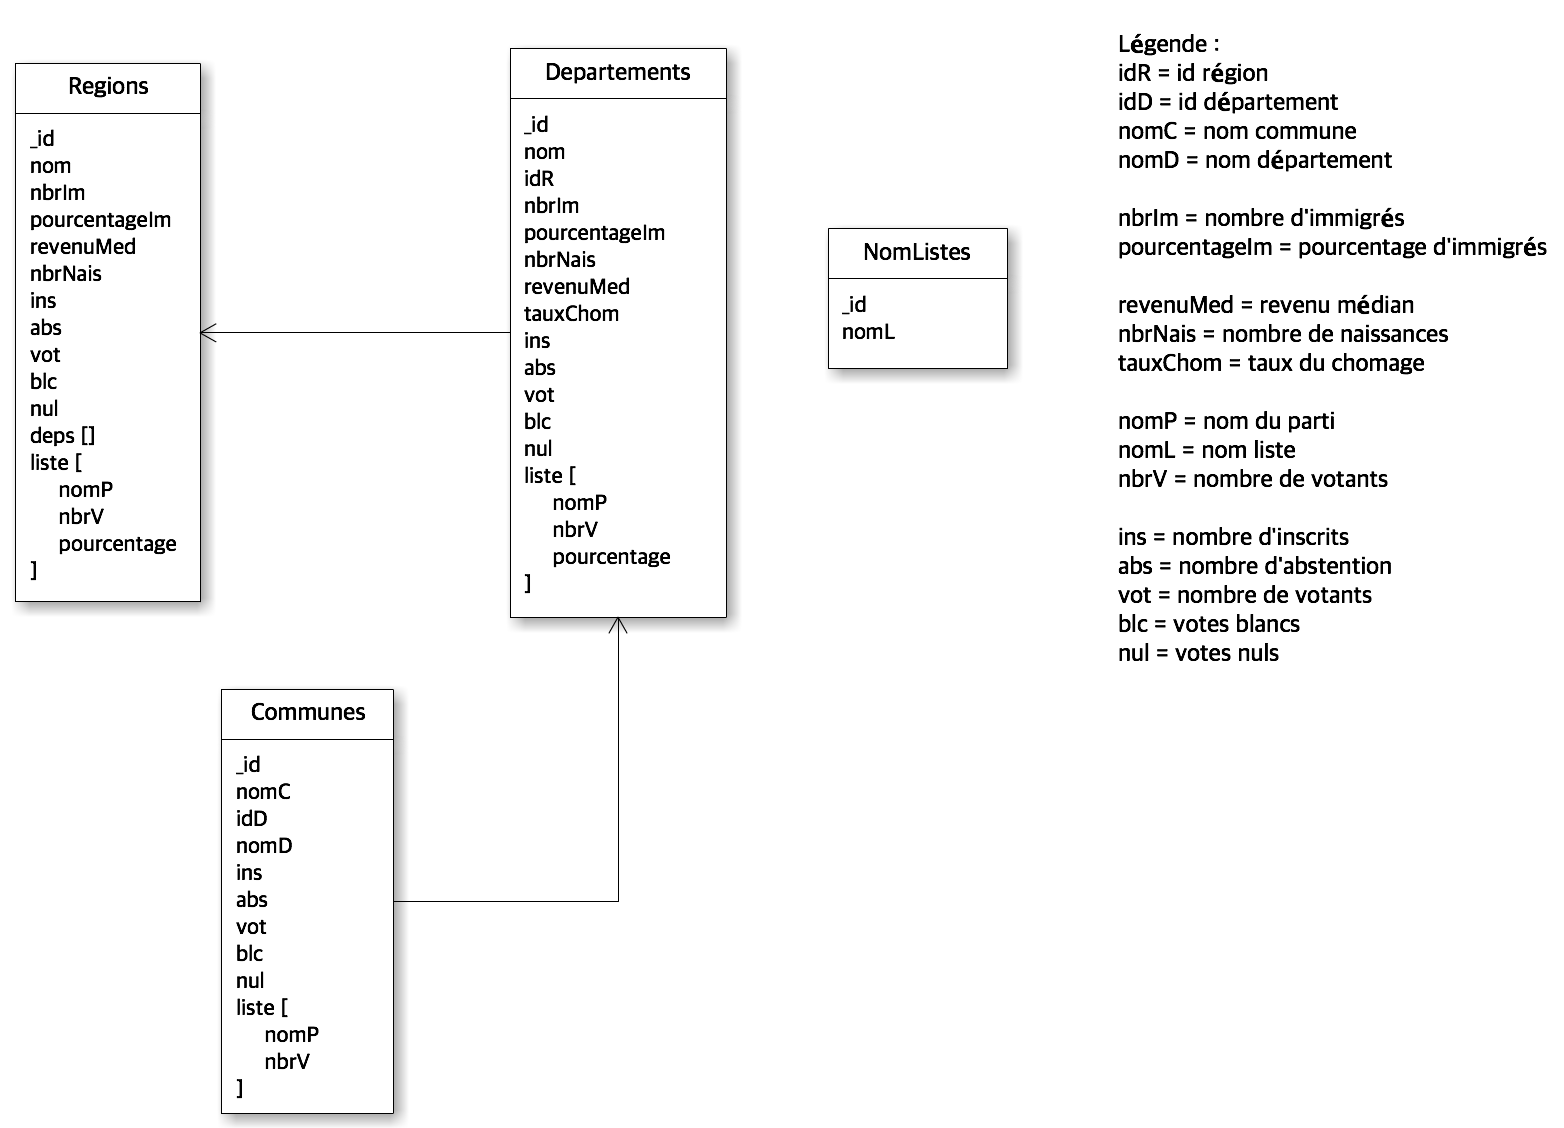 Regions
_id
nom
nbrIm
pourcentageIm
revenuMed
nbrNais
ins
abs
vot
blc
nul
deps []
liste [
nomP
nbrV
pourcentage
]
Departements
_id
nom
idR
nbrIm
pourcentageIm
nbrNais
revenuMed
tauxChom
ins
abs
vot
blc
nul
liste [
nomP
nbrV
pourcentage
]
Communes
_id
nomC
idD
nomD
ins
abs
vot
blc
nul
liste [
nomP
nbrV
]
NomListes
_id
nomL
Légende :
idR = id région
idD = id département
nomC = nom commune
nomD = nom département
nbrIm = nombre d'immigrés
pourcentageIm = pourcentage d'immigrés
revenuMed = revenu médian
nbrNais = nombre de naissances
tauxChom = taux du chomage
nomP = nom du parti
nomL = nom liste
nbrV = nombre de votants
ins = nombre d'inscrits
abs = nombre d'abstention
vot = nombre de votants
blc = votes blancs
nul = votes nuls